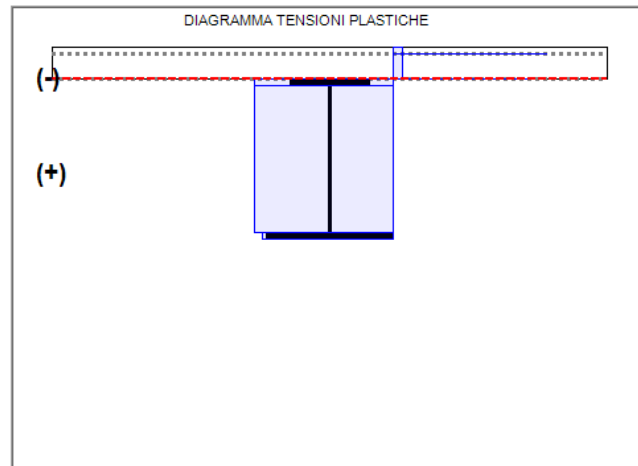 DIAGRAMMA TENSIONI PLASTICHE
(-)
(+)